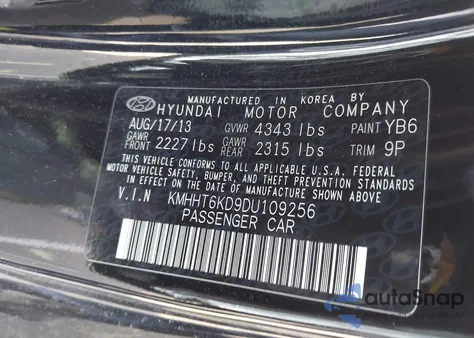 MANUFACTURED IN KOREA BY
HYUNDAI MOTOR COMPANY
AUG/17/13 GVWR 4343 lbs PAINT YB6
GAWR FRONT 2227 lbs GAWR REAR 2315 lbs TRIM 9P
THIS VEHICLE CONFORMS TO ALL APPLICABLE U.S.A. FEDERAL
MOTOR VEHICLE SAFETY, BUMPER, AND THEFT PREVENTION STANDARDS
IN EFFECT ON THE DATE OF MANUFACTURE SHOWN ABOVE.
V.I.N KMHHT6KD9DU109256
PASSENGER CAR
autoSnap